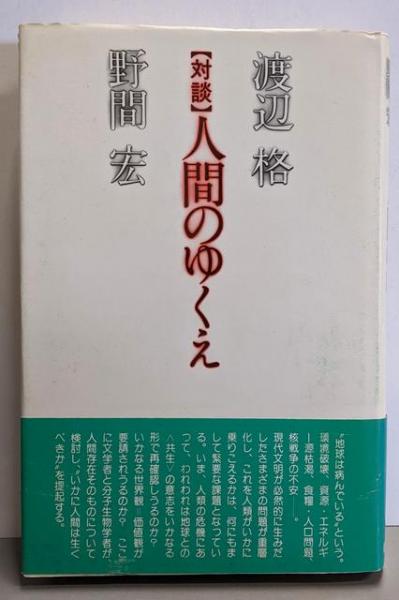 渡辺 格
【対談】人間のゆくえ
野間 宏
〝地球は病んでいる〟という。
環境破壊、資源・エネルギ
ー源枯渇、食糧・人口問題、
核戦争の不安――。
現代文明が必然的に生みだ
したさまざまの問題が重層
化し、これを人類がいかに
乗りこえるかは、何にもま
して緊要な課題となってい
る。いま、人類の危機にあ
って、われわれは地球との
〈共生〉の意志をいかなる
形で再確認しうるのか?
いかなる世界観=価値観が
要請されうるのか? ここ
に文学者と分子生物学者が
人間存在そのものについて
検討し、〝いかに人間は生く
べきか〟を提起する。